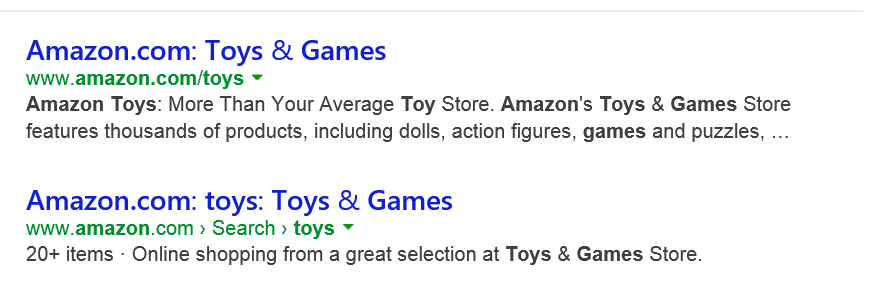 Amazon.com: Toys & Games
www.amazon.com/toys
Amazon Toys: More Than Your Average Toy Store. Amazon's Toys & Games Store
features thousands of products, including dolls, action figures, games and puzzles, …
Amazon.com: toys: Toys & Games
www.amazon.com › Search › toys
20+ items · Online shopping from a great selection at Toys & Games Store.